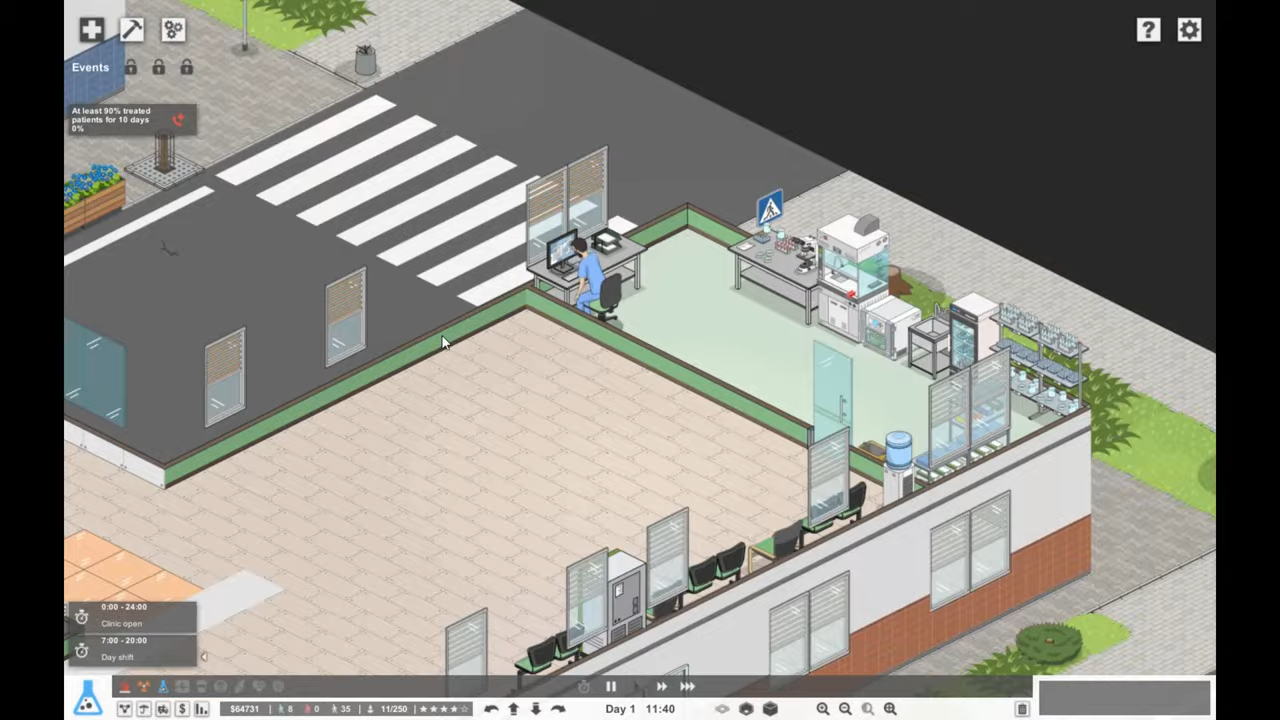 ?
Events
At least 90% treated
patients for 10 days
0%
0:00 - 24:00
Clinic open
7:00 - 20:00
Day shift
$ $64731 8 0 35 11/250 Day 1 11:40